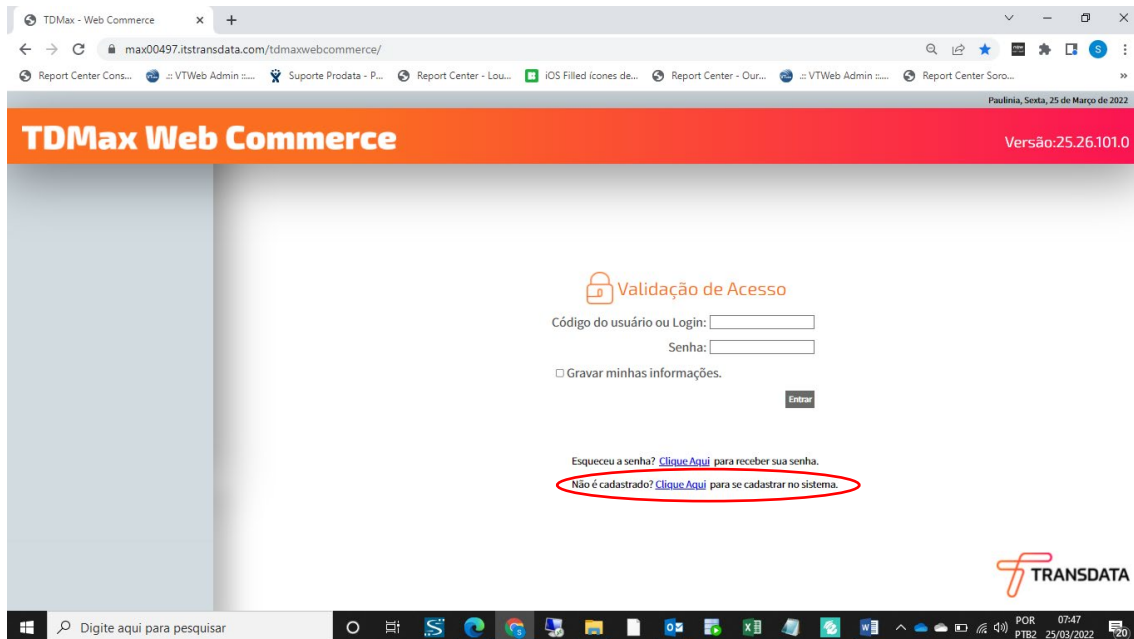 TDMax - Web Commerce
max00497.itstransdata.com/tdmaxwebcommerce/
S
Report Center Cons...
.:: VTWeb Admin ::....
Suporte Prodata - P...
Report Center - Lou...
iOS Filled ícones de...
Report Center - Our...
.:: VTWeb Admin ::....
Report Center Soro...
»
Paulinia, Sexta, 25 de Março de 2022
TDMax Web Commerce
Versão:25.26.101.0
Validação de Acesso
Código do usuário ou Login:
Senha:
Gravar minhas informações.
Entrar
Esqueceu a senha? Clique Aqui para receber sua senha.
Não é cadastrado? Clique Aqui para se cadastrar no sistema.
TRANSDATA
Digite aqui para pesquisar
POR
PTB2
07:47
25/03/2022
20